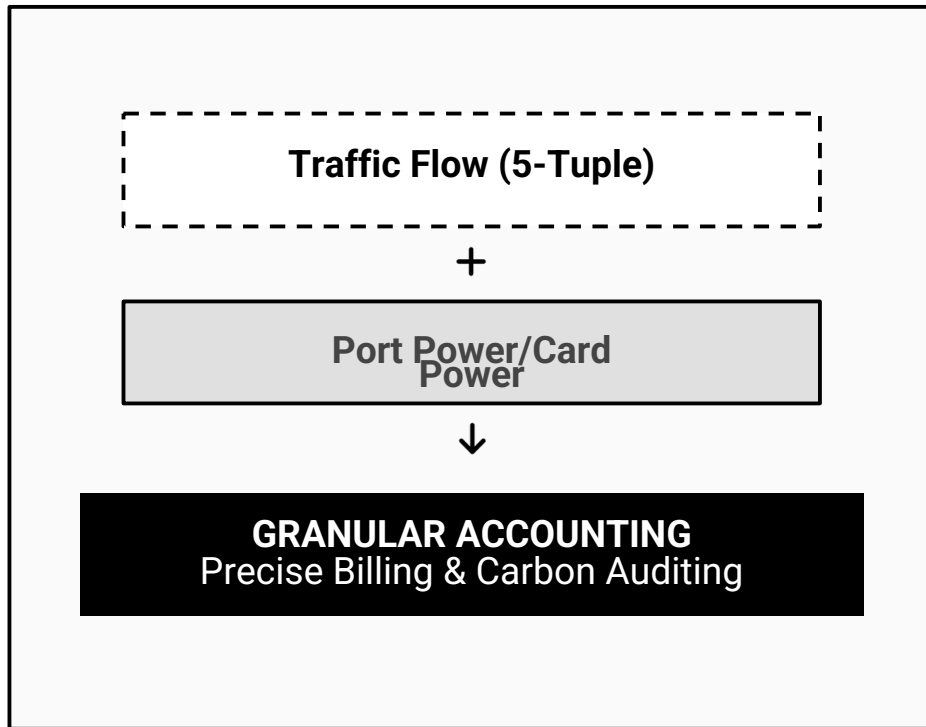 Traffic Flow (5-Tuple)
+
Port Power/Card
Power
GRANULAR ACCOUNTING
Precise Billing & Carbon Auditing